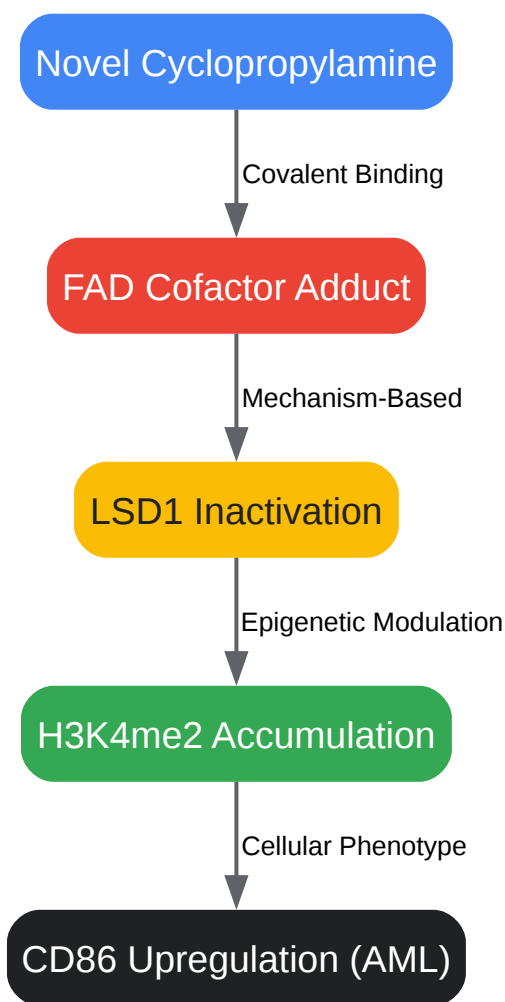 Novel Cyclopropylamine
Covalent Binding
FAD Cofactor Adduct
Mechanism-Based
LSD1 Inactivation
Epigenetic Modulation
H3K4me2 Accumulation
Cellular Phenotype
CD86 Upregulation (AML)